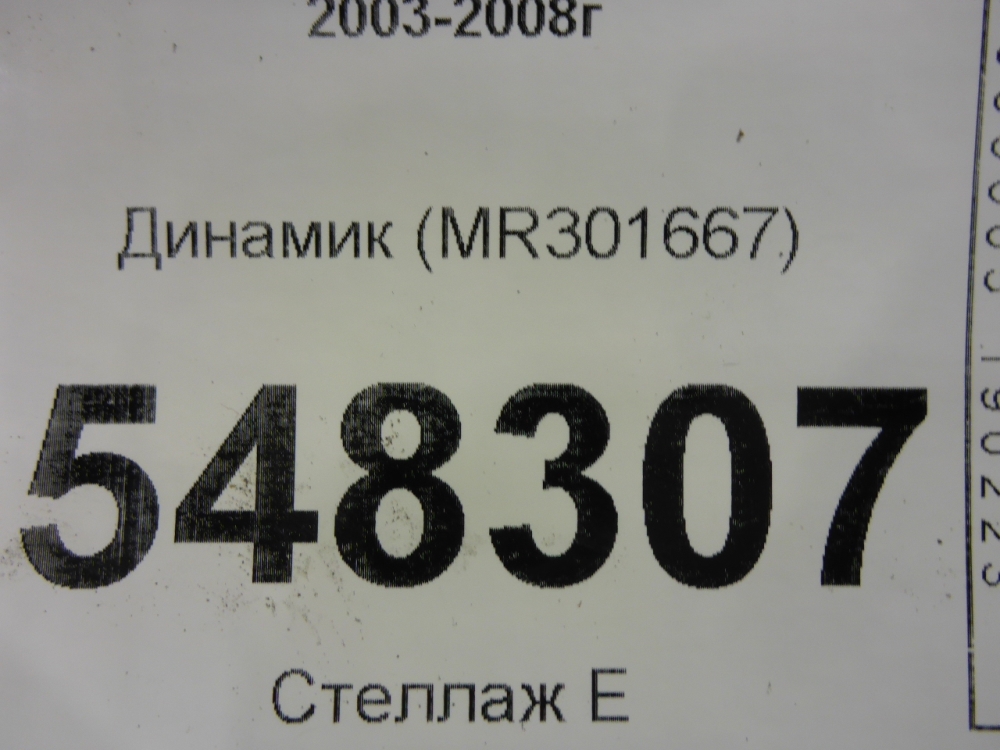 2003-2008г
Динамик (MR301667)
548307
Стеллаж Е